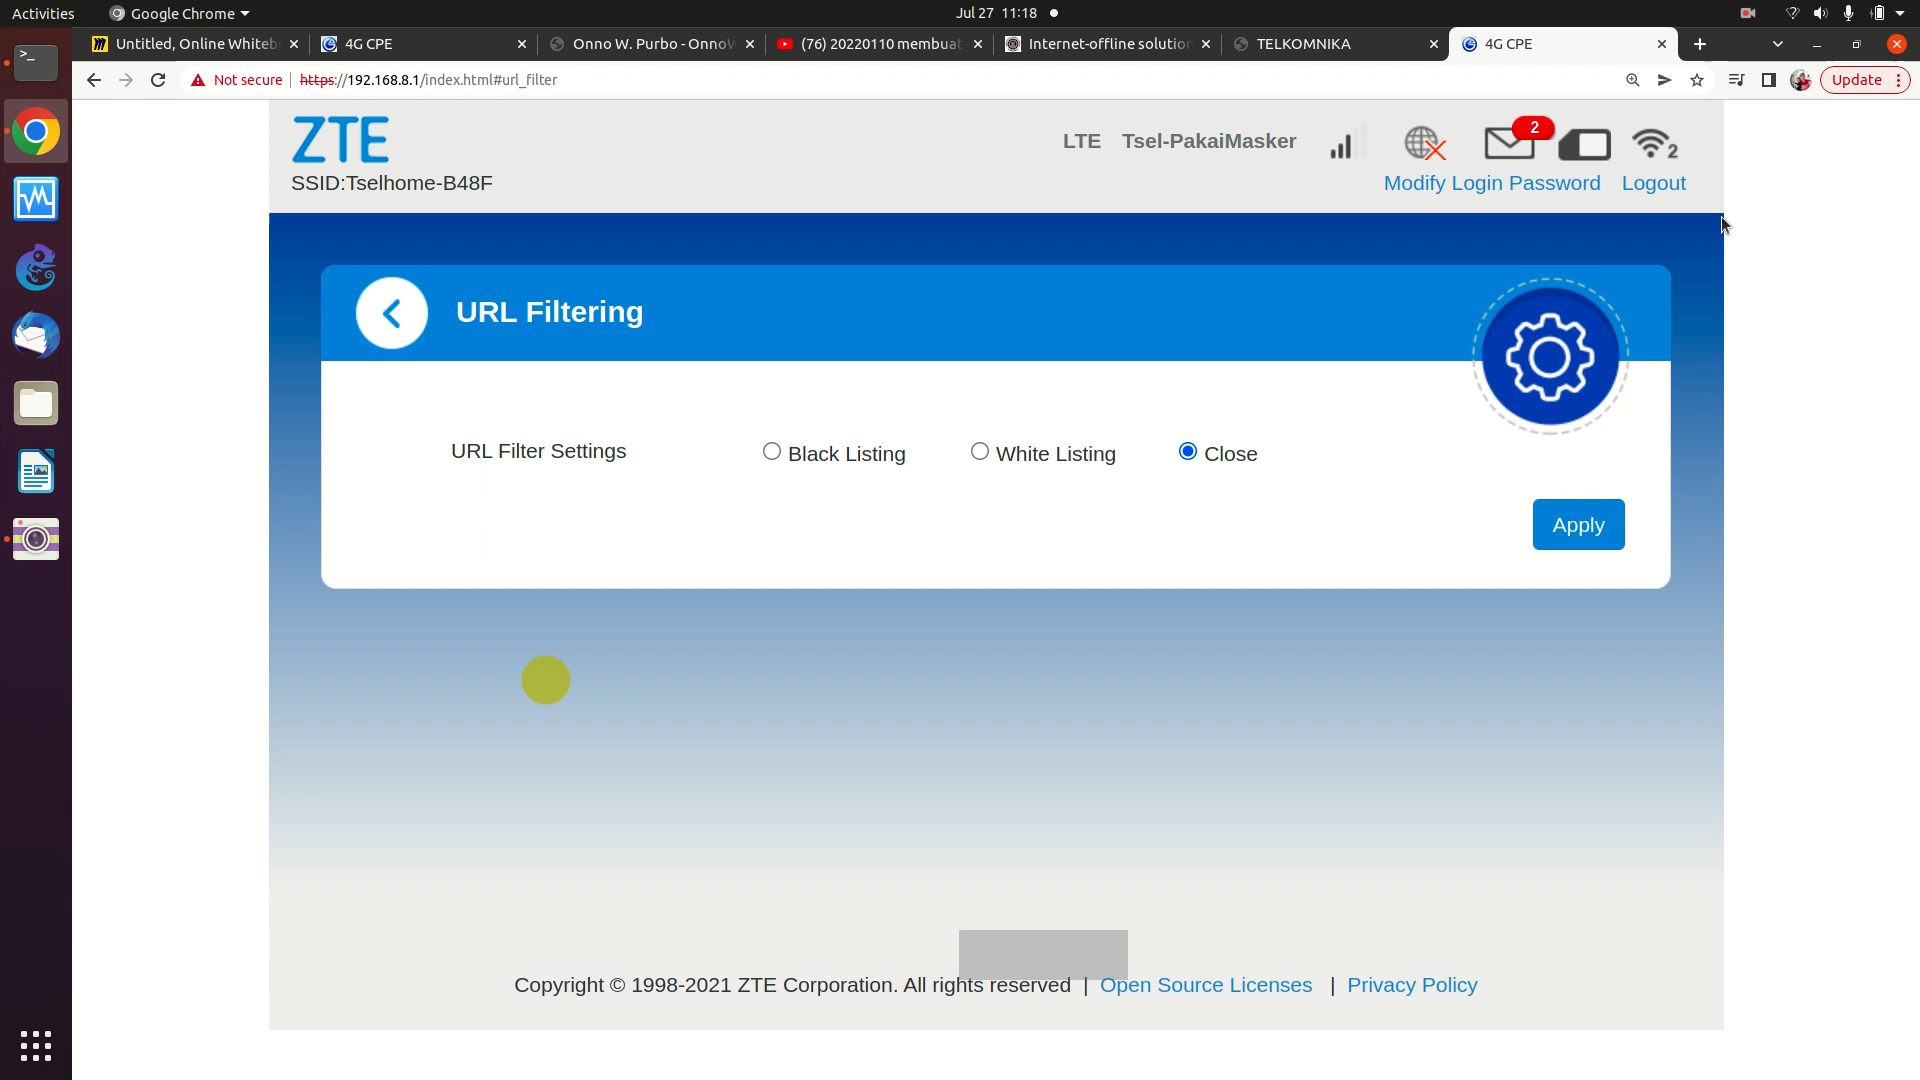 Activities
Google Chrome
Jul 27 11:18
Untitled, Online Whiteb
4G CPE
Onno W. Purbo - OnnoW
(76) 20220110 membuat
Internet-offline solution
TELKOMNIKA
4G CPE
Not secure
https://192.168.8.1/index.html#url_filter
Update
ZTE
LTE
Tsel-PakaiMasker
2
2
SSID:Tselhome-B48F
Modify Login Password
Logout
URL Filtering
URL Filter Settings
Black Listing
White Listing
Close
Apply
Copyright © 1998-2021 ZTE Corporation. All rights reserved | Open Source Licenses | Privacy Policy